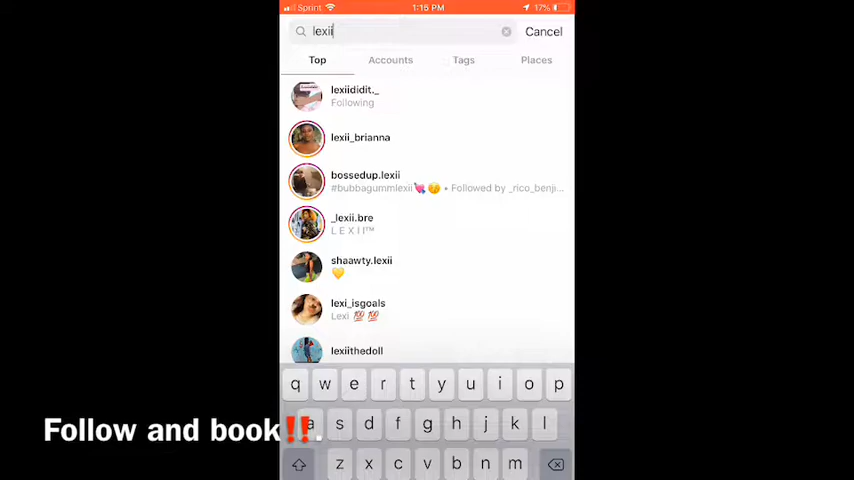 Sprint 1:15 PM 17%
lexii Cancel
Top Accounts Tags Places
lexiididit._
Following
lexii_brianna
bossedup.lexii
#bubbagummlexii💘😚 • Followed by _rico_benji...
_lexii.bre
L E X I I™
shaawty.lexii
💛
lexi_isgoals
Lexi 💯 💯
lexiithedoll
q w e r t y u i o p
a s d f g h j k l
Follow and book‼️.
z x c v b n m